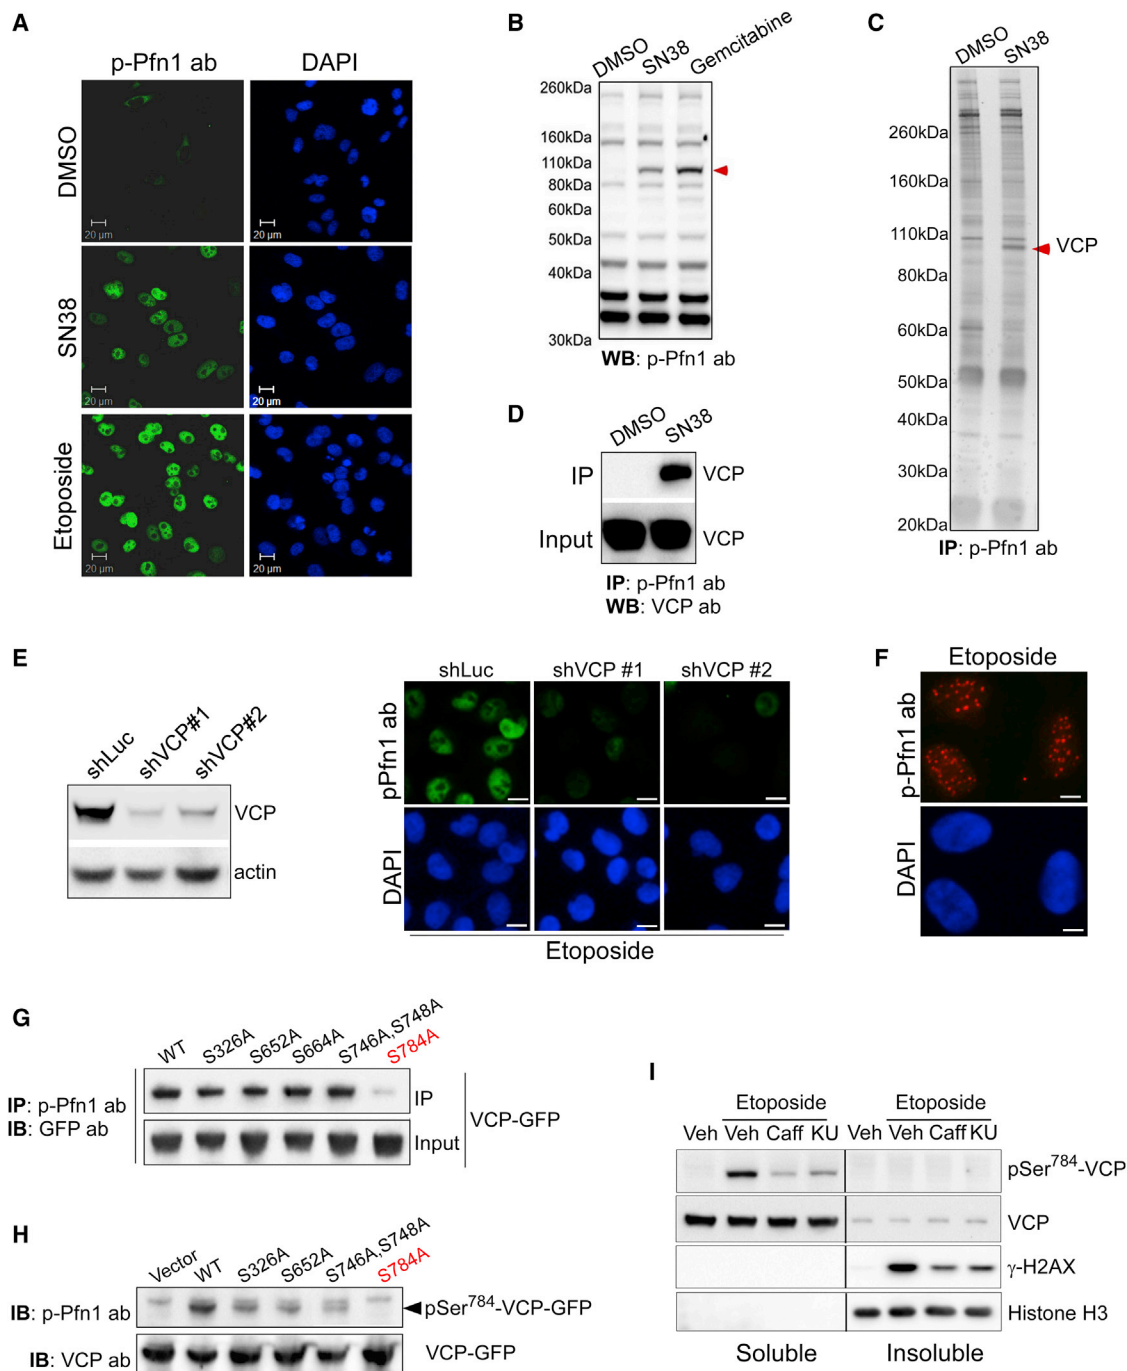 A
p-Pfn1 ab DAPI
DMSO
20 μm 20 μm
SN38
20 μm 20 μm
Etoposide
20 μm 20 μm
B
DMSO SN38 Gemcitabine
260kDa
160kDa
110kDa
80kDa
60kDa
50kDa
40kDa
30kDa
WB: p-Pfn1 ab
C
DMSO SN38
260kDa
160kDa
110kDa
VCP
80kDa
60kDa
50kDa
40kDa
30kDa
20kDa
IP: p-Pfn1 ab
D
DMSO SN38
IP VCP
Input VCP
IP: p-Pfn1 ab
WB: VCP ab
E
shLuc shVCP#1 shVCP#2
VCP
actin
shLuc shVCP #1 shVCP #2
pPfn1 ab
DAPI
Etoposide
F
Etoposide
p-Pfn1 ab
DAPI
G
WT S326A S652A S664A S746A,S748A S784A
IP: p-Pfn1 ab
IB: GFP ab
IP
Input
VCP-GFP
H
Vector WT S326A S652A S746A,S748A S784A
IB: p-Pfn1 ab pSer784-VCP-GFP
IB: VCP ab VCP-GFP
I
Etoposide Etoposide
Veh Veh Caff KU Veh Veh Caff KU
pSer784-VCP
VCP
γ-H2AX
Histone H3
Soluble Insoluble